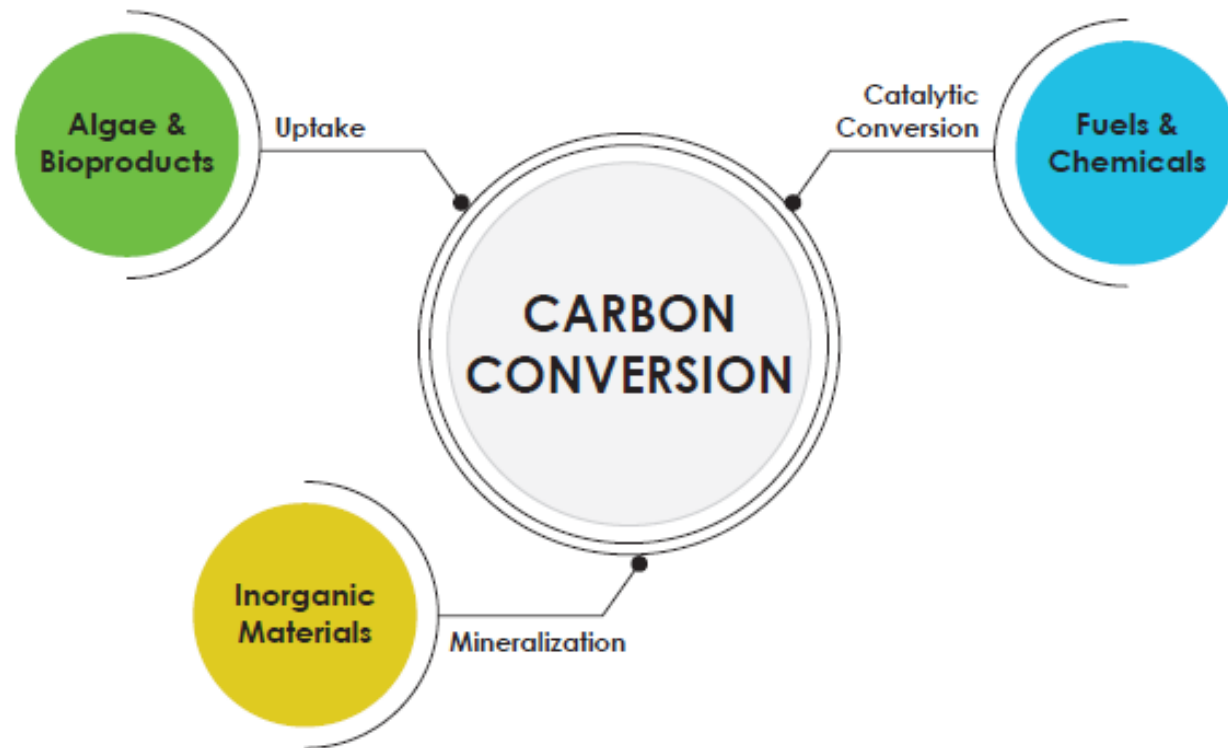 Algae &
Bioproducts
Uptake
Catalytic
Conversion
Fuels &
Chemicals
CARBON
CONVERSION
Inorganic
Materials
Mineralization